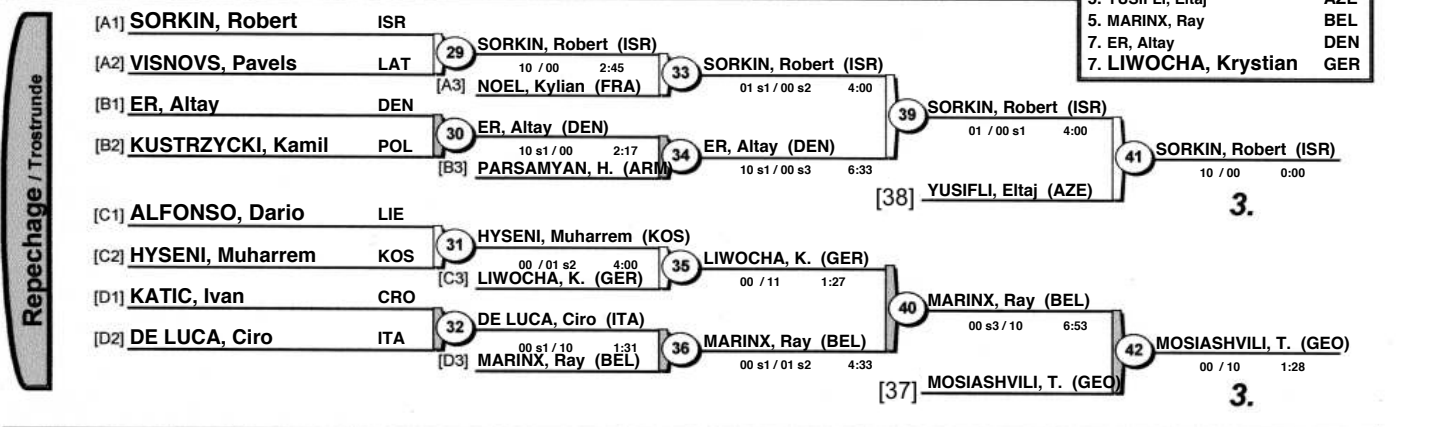 5. YUSIFLI, Eltaj AZE
5. MARINX, Ray BEL
7. ER, Altay DEN
7. LIWOCHA, Krystian GER
Repechage / Trostrunde
[A1] SORKIN, Robert ISR
[A2] VISNOVS, Pavels LAT
[B1] ER, Altay DEN
[B2] KUSTRZYCKI, Kamil POL
[C1] ALFONSO, Dario LIE
[C2] HYSENI, Muharrem KOS
[D1] KATIC, Ivan CRO
[D2] DE LUCA, Ciro ITA
29
SORKIN, Robert (ISR)
10 / 00 2:45
[A3] NOEL, Kylian (FRA)
30
ER, Altay (DEN)
10 s1 / 00 2:17
[B3] PARSAMYAN, H. (ARM)
31
HYSENI, Muharrem (KOS)
00 / 01 s2 4:00
[C3] LIWOCHA, K. (GER)
32
DE LUCA, Ciro (ITA)
00 s1 / 10 1:31
[D3] MARINX, Ray (BEL)
33
SORKIN, Robert (ISR)
01 s1 / 00 s2 4:00
34
ER, Altay (DEN)
10 s1 / 00 s3 6:33
35
LIWOCHA, K. (GER)
00 / 11 1:27
36
MARINX, Ray (BEL)
00 s1 / 01 s2 4:33
39
SORKIN, Robert (ISR)
01 / 00 s1 4:00
[38] YUSIFLI, Eltaj (AZE)
40
MARINX, Ray (BEL)
00 s3 / 10 6:53
[37] MOSIASHVILI, T. (GEO)
41
SORKIN, Robert (ISR)
10 / 00 0:00
3.
42
MOSIASHVILI, T. (GEO)
00 / 10 1:28
3.